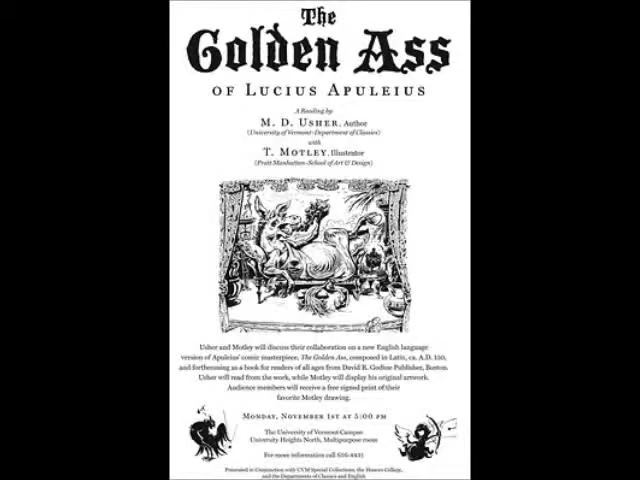 The
Golden Ass
OF LUCIUS APULEIUS
A Reading by
M. D. USHER, Author
(University of Vermont–Department of Classics)
with
T. MOTLEY, Illustrator
(Pratt Manhattan–School of Art & Design)
Usher and Motley will discuss their collaboration on a new English language
version of Apuleius' comic masterpiece, The Golden Ass, composed in Latin, ca. A.D. 150,
and forthcoming as a book for readers of all ages from David R. Godine Publisher, Boston.
Usher will read from the work, while Motley will display his original artwork.
Audience members will receive a free signed print of their
favorite Motley drawing.
MONDAY, NOVEMBER 1ST AT 5:00 PM
The University of Vermont Campus
University Heights North, Multipurpose room
For more information call 656-4431
Presented in Conjunction with UVM Special Collections, the Honors College,
and the Departments of Classics and English